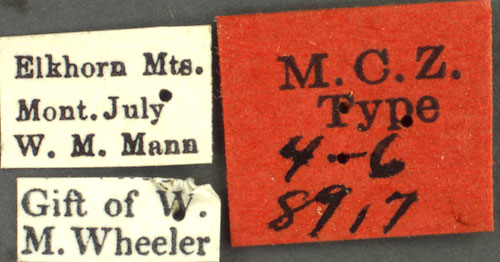 Elkhorn Mts.
Mont. July
W. M. Mann
Gift of W.
M. Wheeler
M.C.Z.
Type
4-6
8917